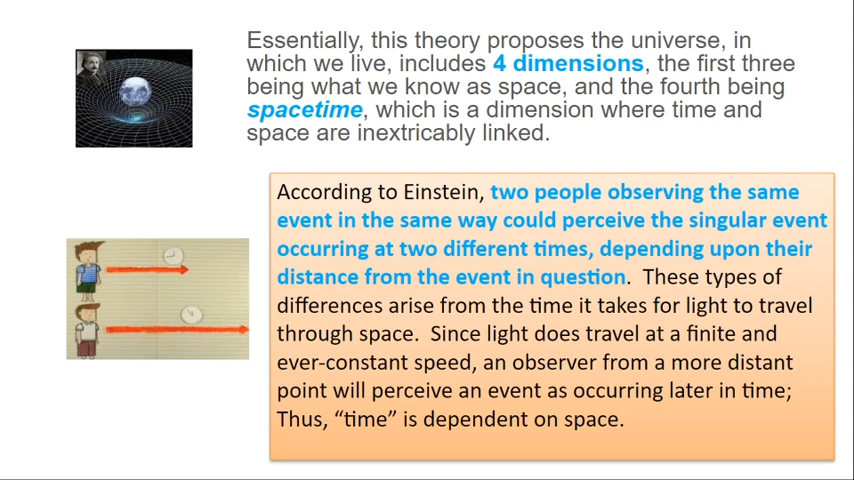 Essentially, this theory proposes the universe, in
which we live, includes 4 dimensions, the first three
being what we know as space, and the fourth being
spacetime, which is a dimension where time and
space are inextricably linked.
According to Einstein, two people observing the same
event in the same way could perceive the singular event
occurring at two different times, depending upon their
distance from the event in question.  These types of
differences arise from the time it takes for light to travel
through space.  Since light does travel at a finite and
ever-constant speed, an observer from a more distant
point will perceive an event as occurring later in time;
Thus, “time” is dependent on space.